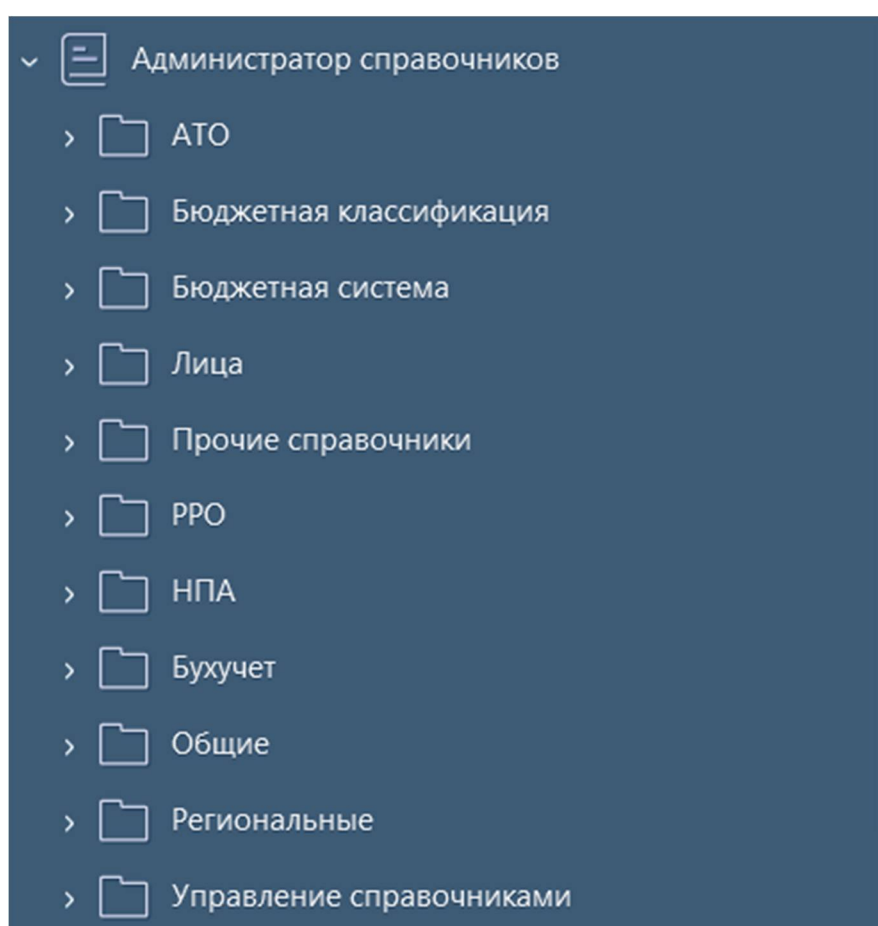 Администратор справочников
АТО
Бюджетная классификация
Бюджетная система
Лица
Прочие справочники
РРО
НПА
Бухучет
Общие
Региональные
Управление справочниками